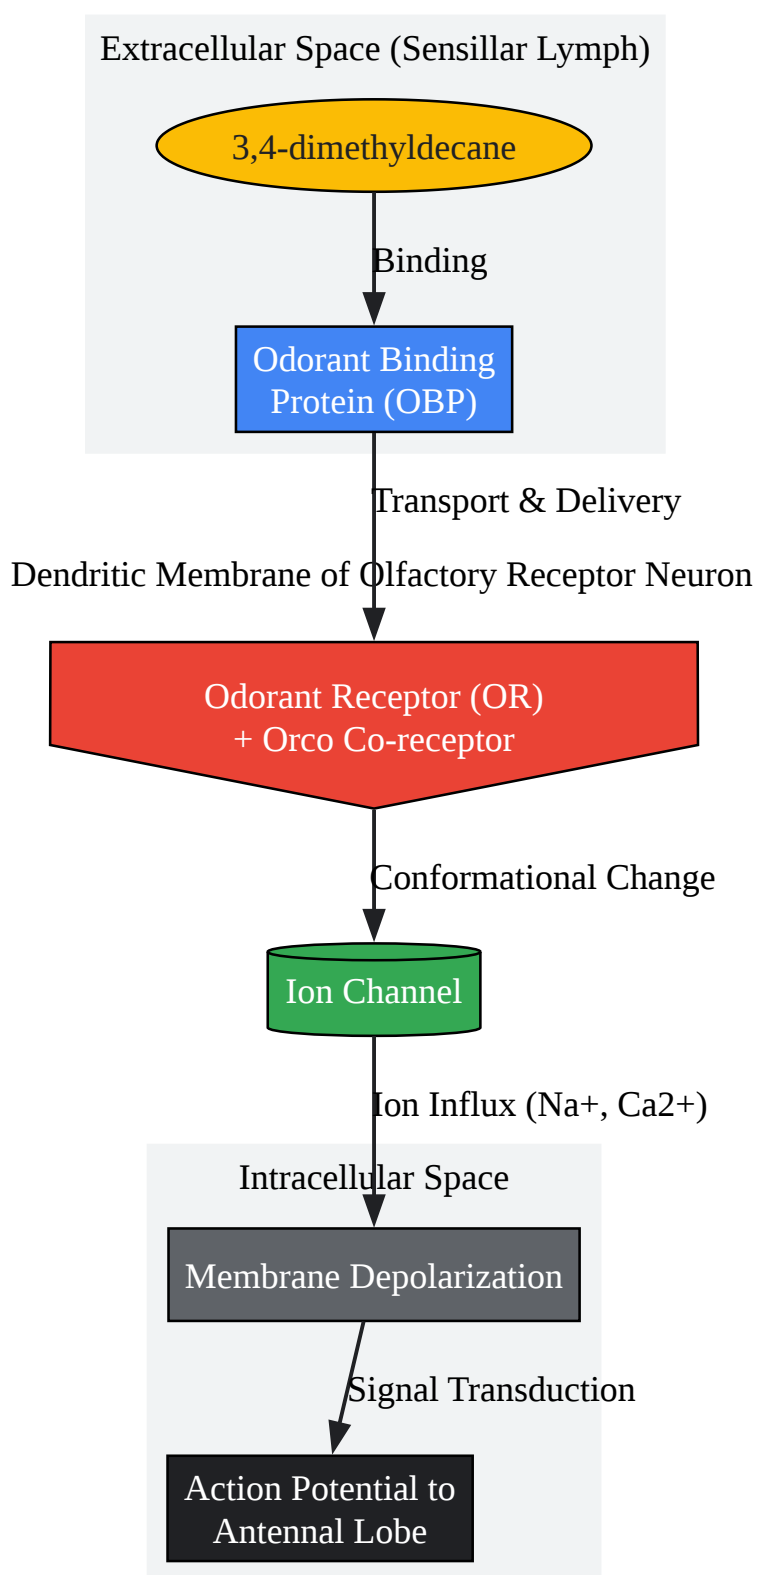 Extracellular Space (Sensillar Lymph)
3,4-dimethyldecane
Binding
Odorant Binding
Protein (OBP)
Transport & Delivery
Dendritic Membrane of Olfactory Receptor Neuron
Odorant Receptor (OR)
+ Orco Co-receptor
Conformational Change
Ion Channel
Ion Influx (Na+, Ca2+)
Intracellular Space
Membrane Depolarization
Signal Transduction
Action Potential to
Antennal Lobe